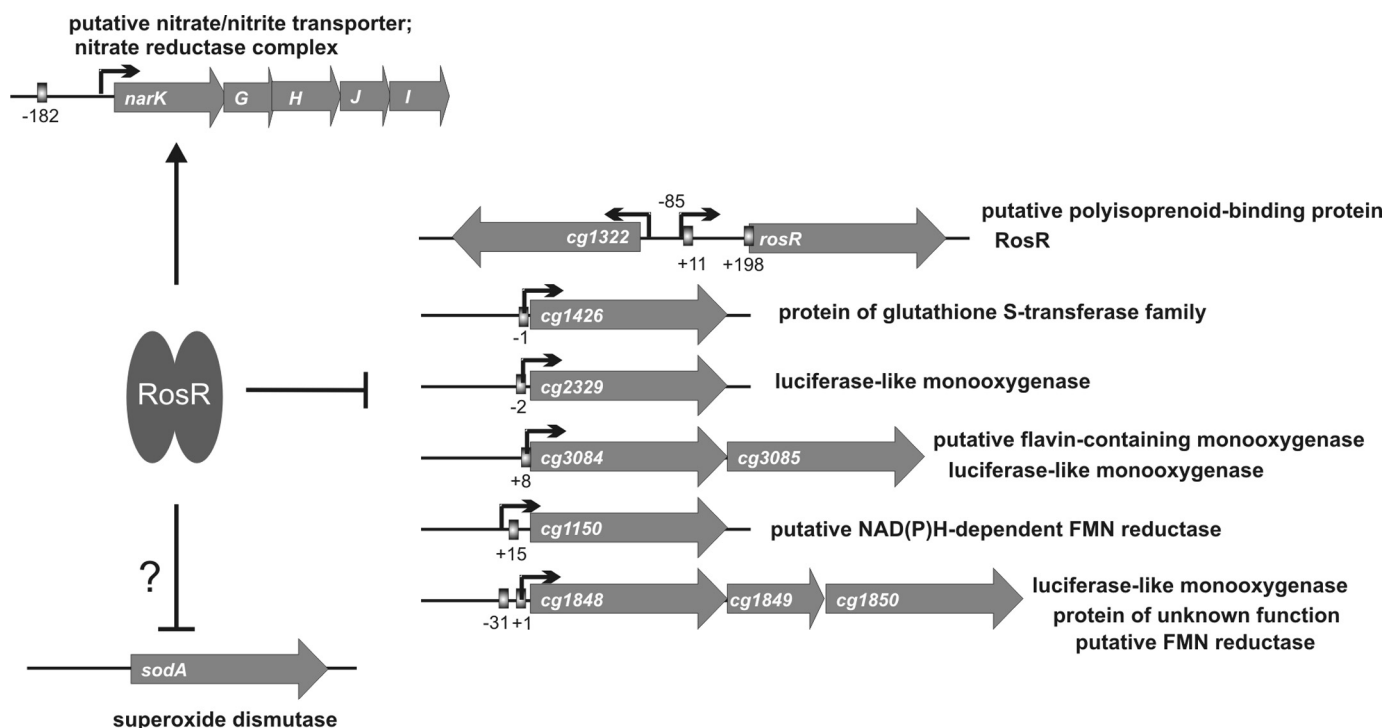 putative nitrate/nitrite transporter;
nitrate reductase complex
narK G H J I
-182
-85
cg1322 rosR
+11 +198
putative polyisoprenoid-binding protein
RosR
cg1426
-1
protein of glutathione S-transferase family
cg2329
-2
luciferase-like monooxygenase
RosR
cg3084 cg3085
+8
putative flavin-containing monooxygenase
luciferase-like monooxygenase
cg1150
+15
putative NAD(P)H-dependent FMN reductase
?
cg1848 cg1849 cg1850
-31 +1
luciferase-like monooxygenase
protein of unknown function
putative FMN reductase
sodA
superoxide dismutase